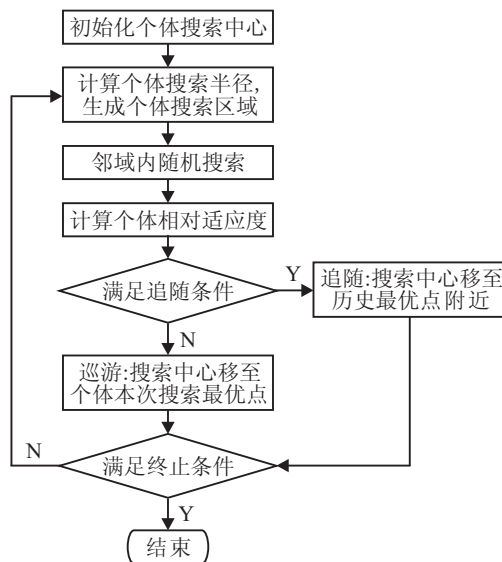 初始化个体搜索中心
计算个体搜索半径,
生成个体搜索区域
邻域内随机搜索
计算个体相对适应度
满足追随条件
Y
追随:搜索中心移至
历史最优点附近
N
巡游:搜索中心移至
个体本次搜索最优点
满足终止条件
N
Y
结束